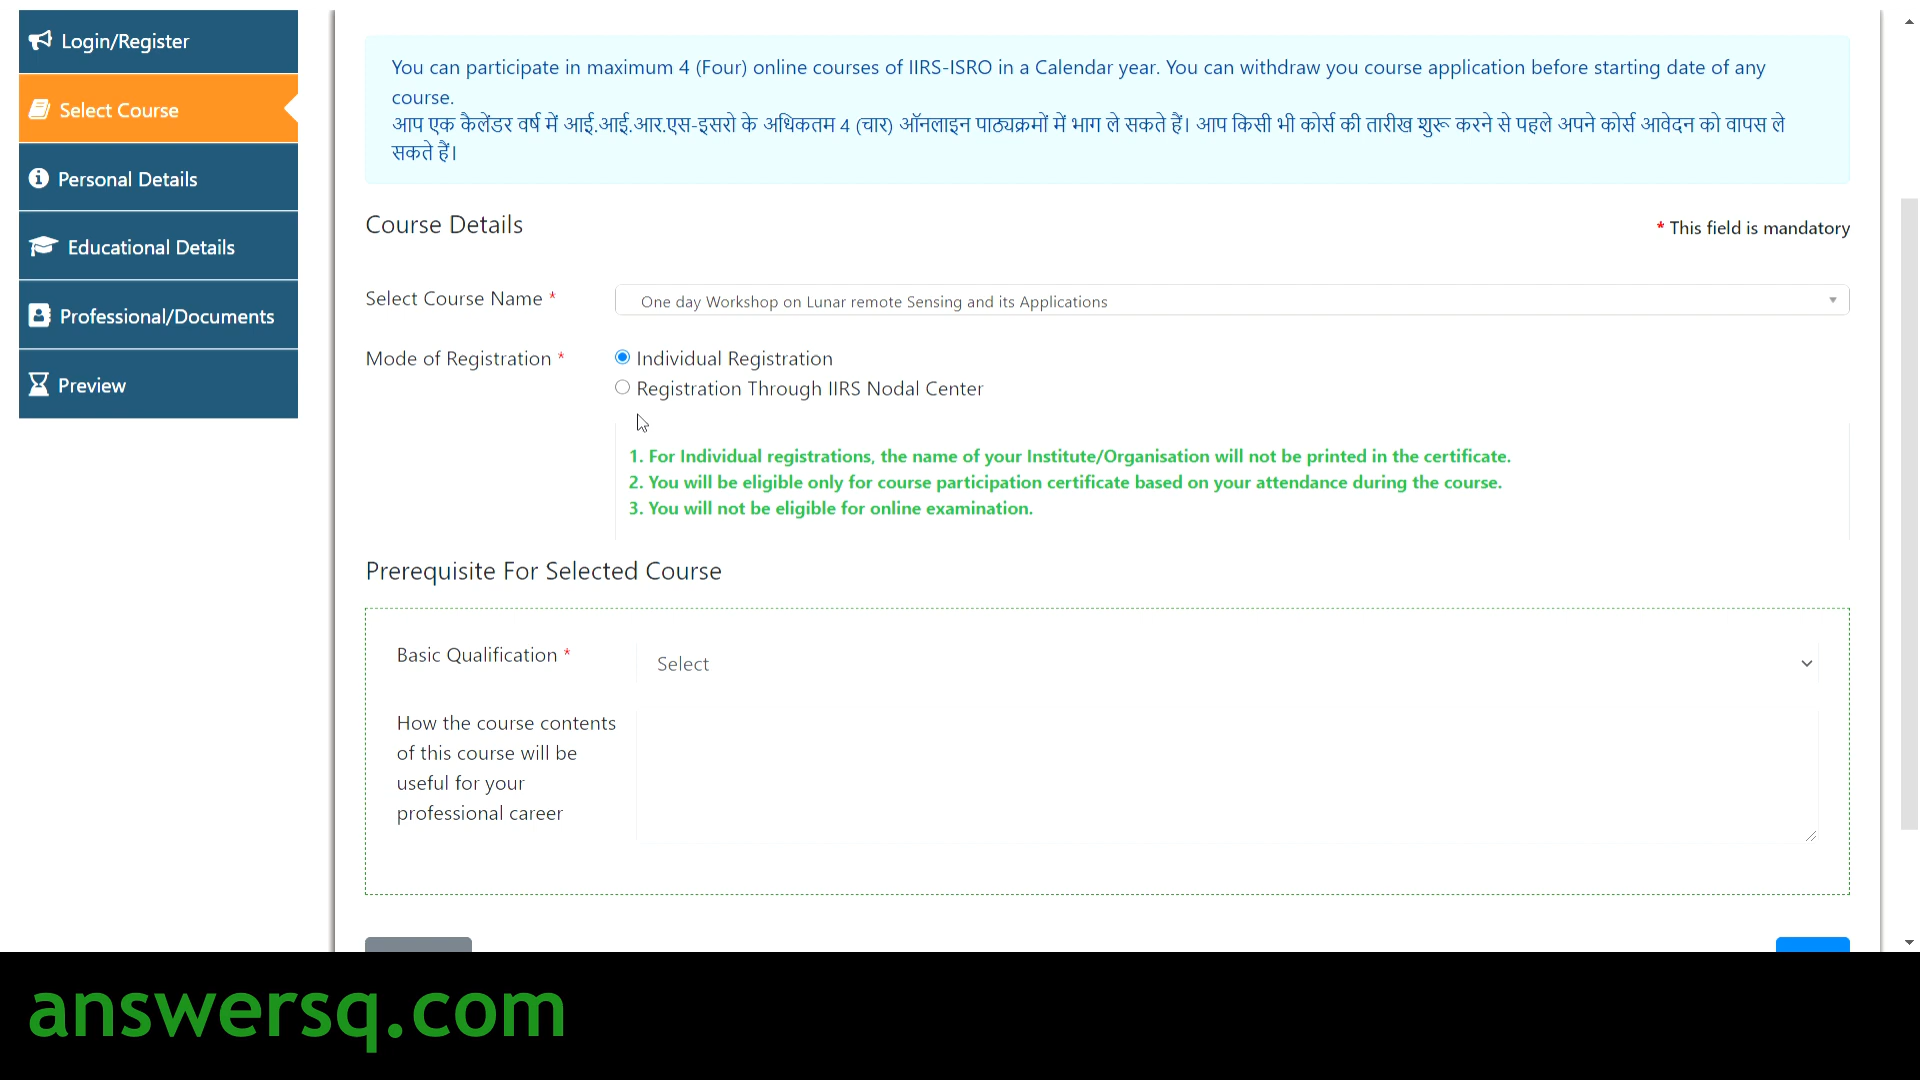 Login/Register
Select Course
Personal Details
Educational Details
Professional/Documents
Preview
You can participate in maximum 4 (Four) online courses of IIRS-ISRO in a Calendar year. You can withdraw you course application before starting date of any
course.
आप एक कैलेंडर वर्ष में आई.आई.आर.एस-इसरो के अधिकतम 4 (चार) ऑनलाइन पाठ्यक्रमों में भाग ले सकते हैं। आप किसी भी कोर्स की तारीख शुरू करने से पहले अपने कोर्स आवेदन को वापस ले
सकते हैं।
Course Details
* This field is mandatory
Select Course Name *
One day Workshop on Lunar remote Sensing and its Applications
Mode of Registration *
Individual Registration
Registration Through IIRS Nodal Center
1. For Individual registrations, the name of your Institute/Organisation will not be printed in the certificate.
2. You will be eligible only for course participation certificate based on your attendance during the course.
3. You will not be eligible for online examination.
Prerequisite For Selected Course
Basic Qualification *
Select
How the course contents
of this course will be
useful for your
professional career
answersq.com